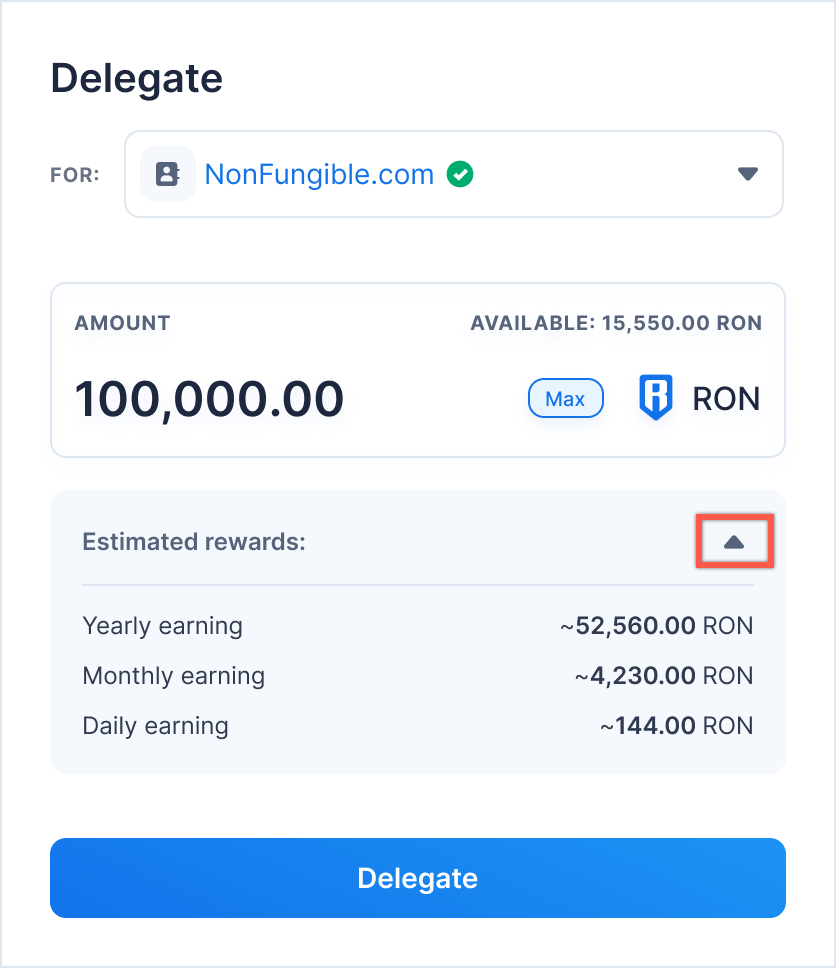 Delegate
FOR: NonFungible.com
AMOUNT AVAILABLE: 15,550.00 RON
100,000.00 Max RON
Estimated rewards:
Yearly earning ~52,560.00 RON
Monthly earning ~4,230.00 RON
Daily earning ~144.00 RON
Delegate